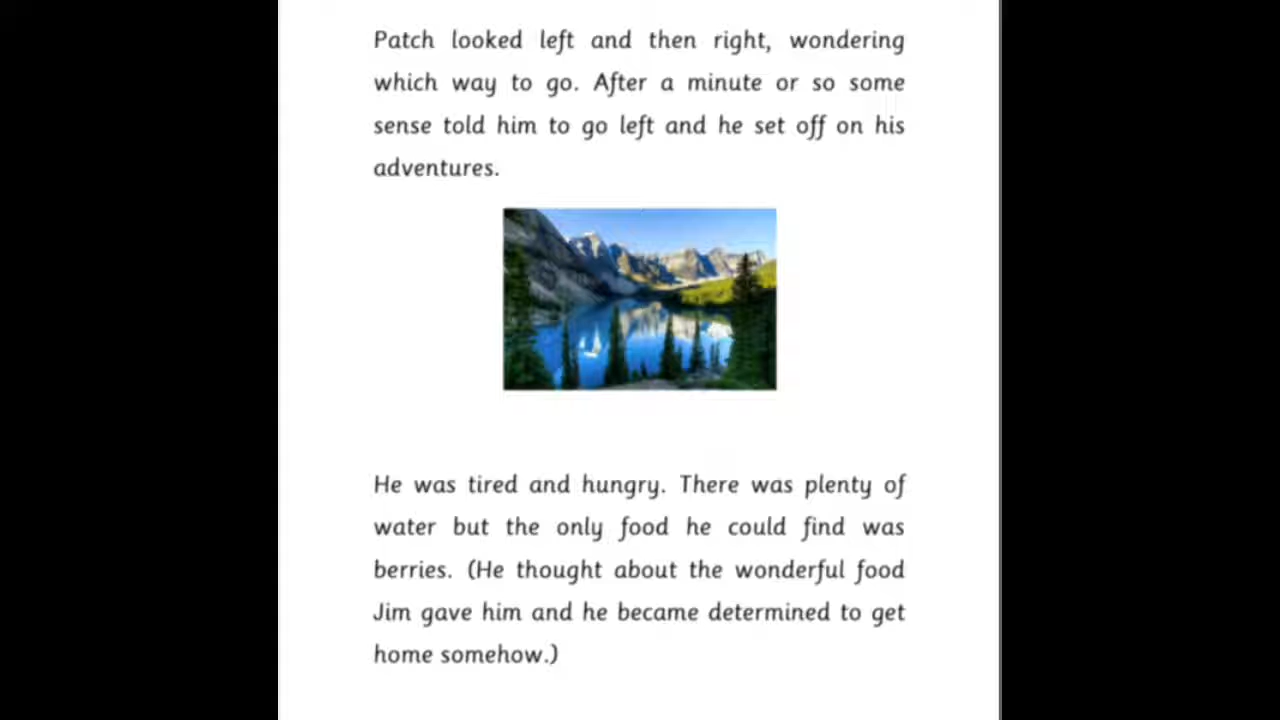 Patch looked left and then right, wondering
which way to go. After a minute or so some
sense told him to go left and he set off on his
adventures.
He was tired and hungry. There was plenty of
water but the only food he could find was
berries. (He thought about the wonderful food
Jim gave him and he became determined to get
home somehow.)